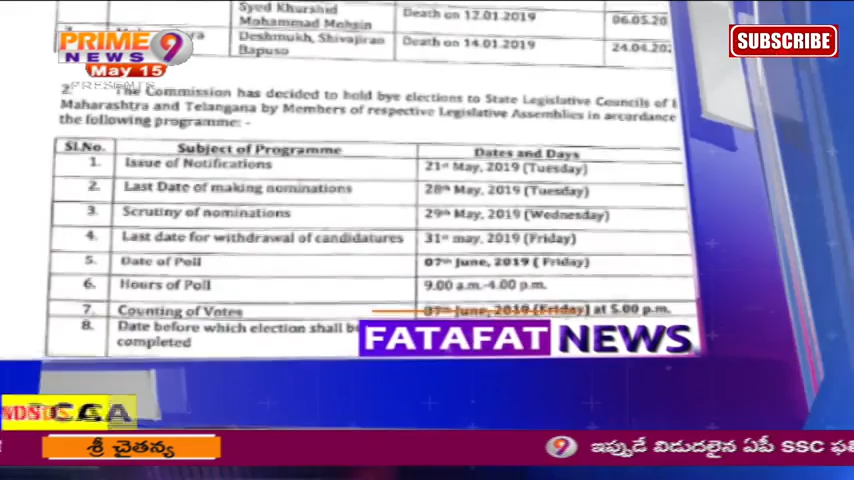 Syed Khurshid
Mohammad Mohsin
Death on 12.01.2019
06.05.20
Deshmukh, Shivajiran
Bapuso
Death on 14.01.2019
24.04.202
PRIME 9
NEWS
May 15
PRESENTS
SUBSCRIBE
2. The Commission has decided to hold bye elections to State Legislative Councils of
Maharashtra and Telangana by Members of respective Legislative Assemblies in accordance
the following programme: -
Sl.No. Subject of Programme Dates and Days
1. Issue of Notifications 21st May, 2019 (Tuesday)
2. Last Date of making nominations 28th May, 2019 (Tuesday)
3. Scrutiny of nominations 29th May, 2019 (Wednesday)
4. Last date for withdrawal of candidatures 31st may, 2019 (Friday)
5. Date of Poll 07th June, 2019 ( Friday)
6. Hours of Poll 9.00 a.m.-4.00 p.m.
7. Counting of Votes 07th June, 2019 (Friday) at 5.00 p.m.
8. Date before which election shall be
completed
FATAFAT NEWS
శ్రీ చైతన్య
9 ఇప్పుడే విడుదలైన ఏపీ SSC ఫలి